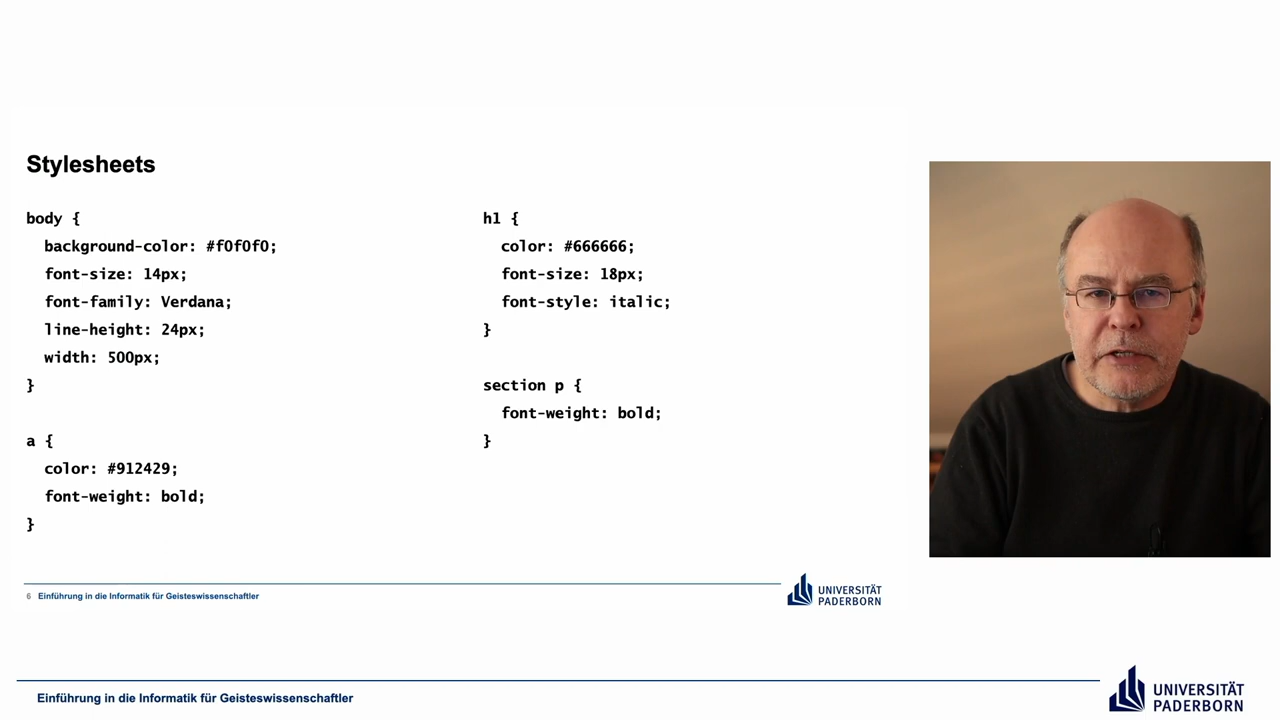 Stylesheets
body {
background-color: #f0f0f0;
font-size: 14px;
font-family: Verdana;
line-height: 24px;
width: 500px;
}
a {
color: #912429;
font-weight: bold;
}
h1 {
color: #666666;
font-size: 18px;
font-style: italic;
}
section p {
font-weight: bold;
}
6 Einführung in die Informatik für Geisteswissenschaftler
UNIVERSITÄT
PADERBORN
Einführung in die Informatik für Geisteswissenschaftler
UNIVERSITÄT
PADERBORN